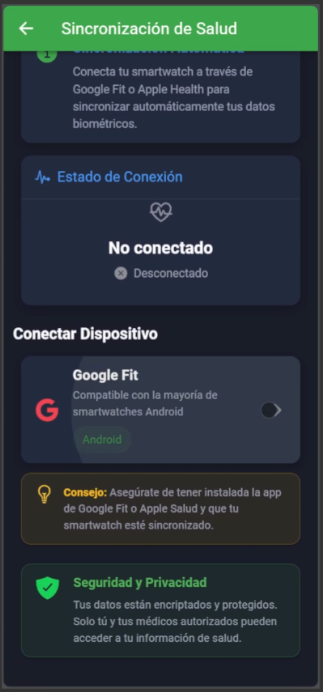 Sincronización de Salud
Sincronización Automática
Conecta tu smartwatch a través de
Google Fit o Apple Health para
sincronizar automáticamente tus datos
biométricos.
Estado de Conexión
No conectado
Desconectado
Conectar Dispositivo
Google Fit
Compatible con la mayoría de
smartwatches Android
Android
Consejo: Asegúrate de tener instalada la app
de Google Fit o Apple Salud y que tu
smartwatch esté sincronizado.
Seguridad y Privacidad
Tus datos están encriptados y protegidos.
Solo tú y tus médicos autorizados pueden
acceder a tu información de salud.